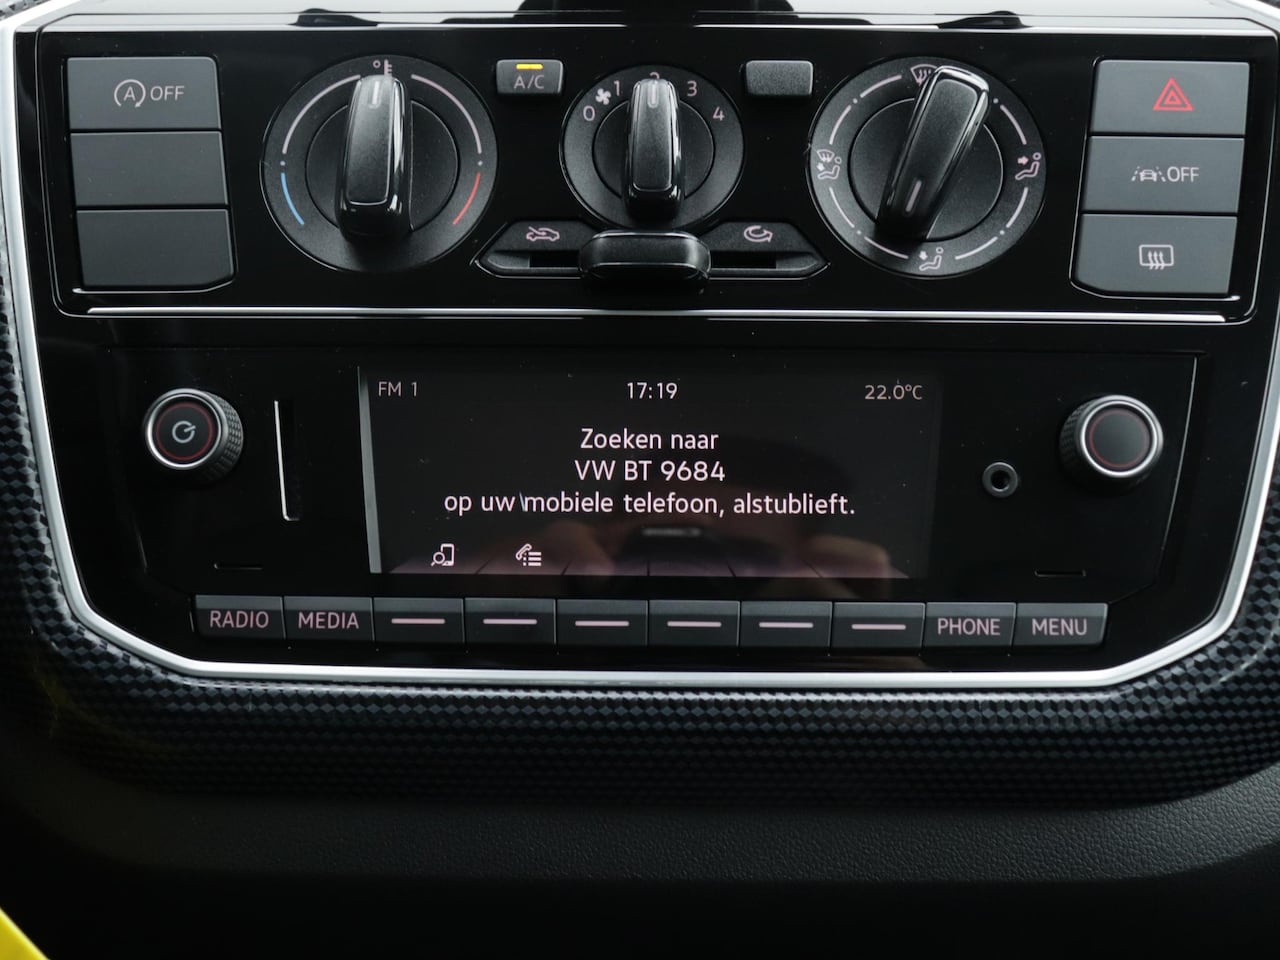 (A) OFF
A/C
0 1 2 3 4
OFF
FM 1 17:19 22.0°C
Zoeken naar
VW BT 9684
op uw mobiele telefoon, alstublieft.
RADIO MEDIA PHONE MENU